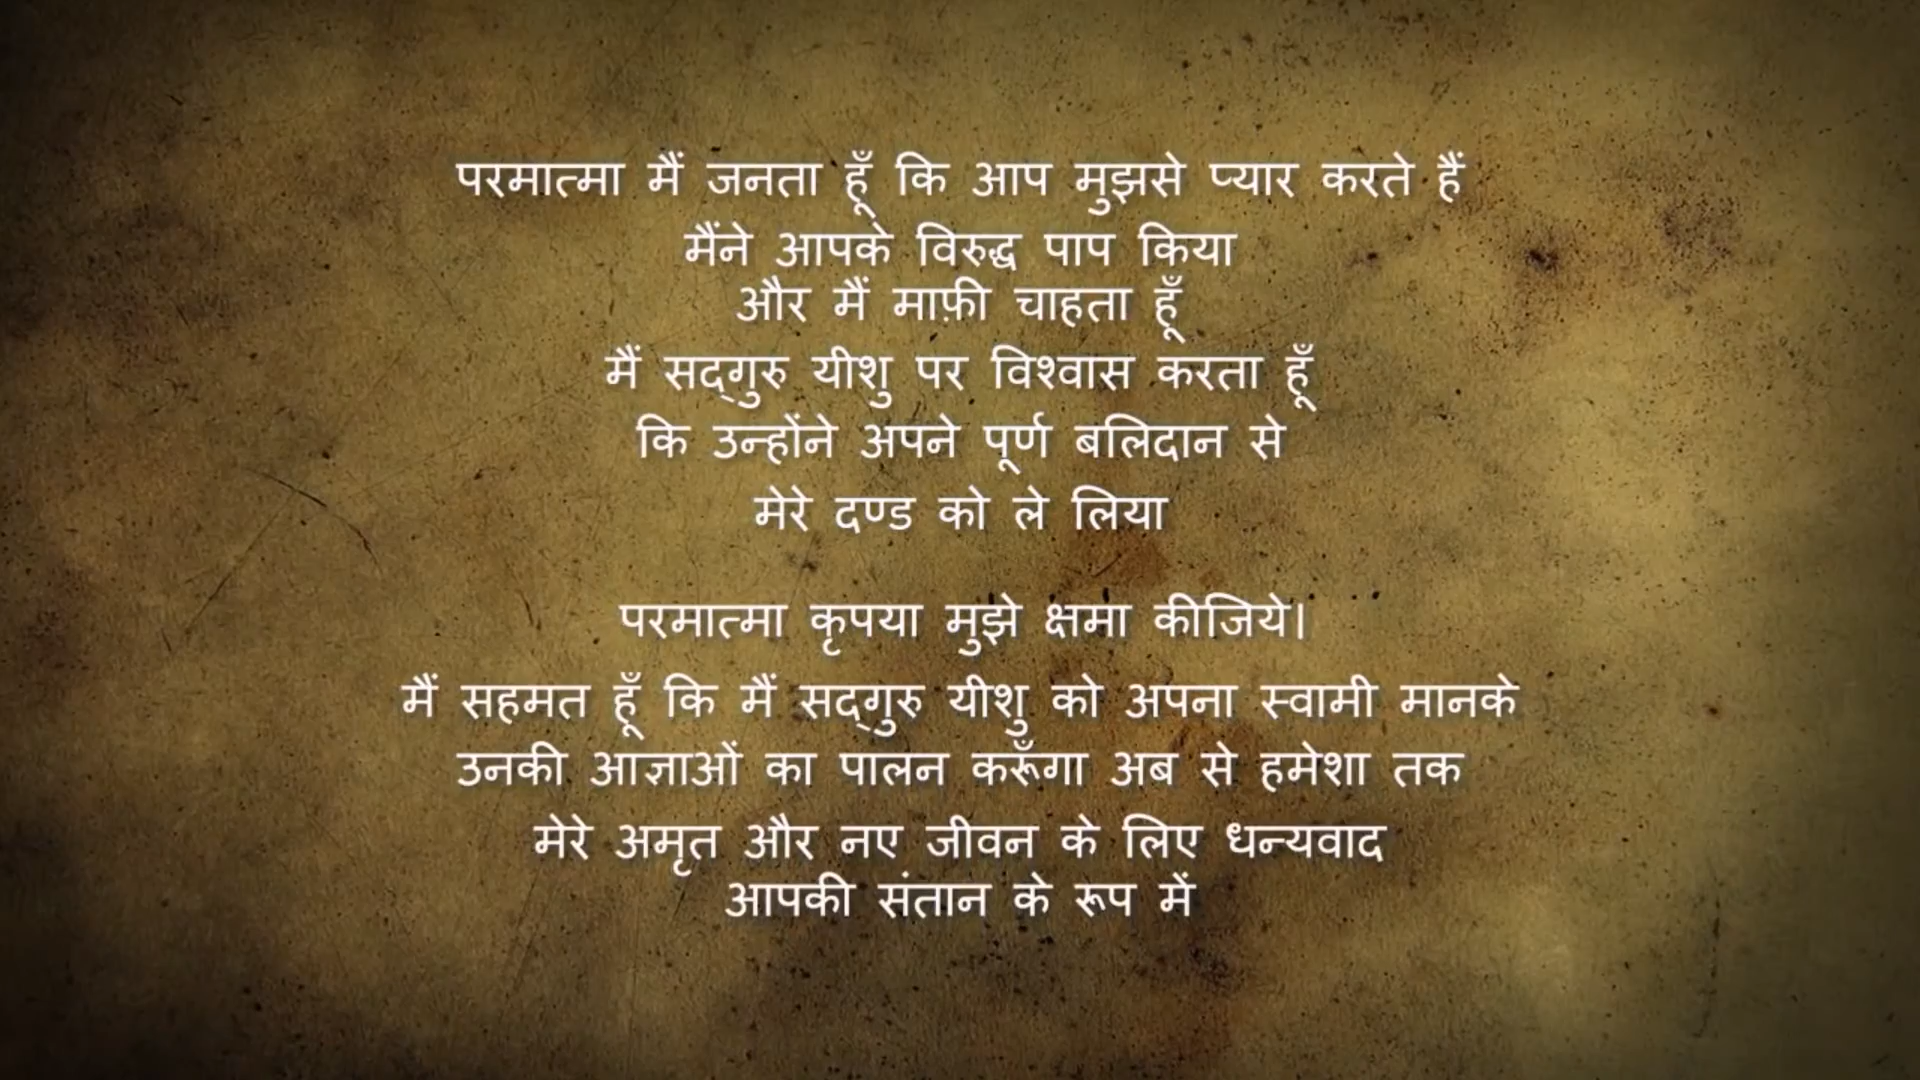 परमात्मा मैं जनता हूँ कि आप मुझसे प्यार करते हैं
मैंने आपके विरुद्ध पाप किया
और मैं माफ़ी चाहता हूँ
मैं सद्गुरु यीशु पर विश्वास करता हूँ
कि उन्होंने अपने पूर्ण बलिदान से
मेरे दण्ड को ले लिया
परमात्मा कृपया मुझे क्षमा कीजिये।
मैं सहमत हूँ कि मैं सद्गुरु यीशु को अपना स्वामी मानके
उनकी आज्ञाओं का पालन करूँगा अब से हमेशा तक
मेरे अमृत और नए जीवन के लिए धन्यवाद
आपकी संतान के रूप में